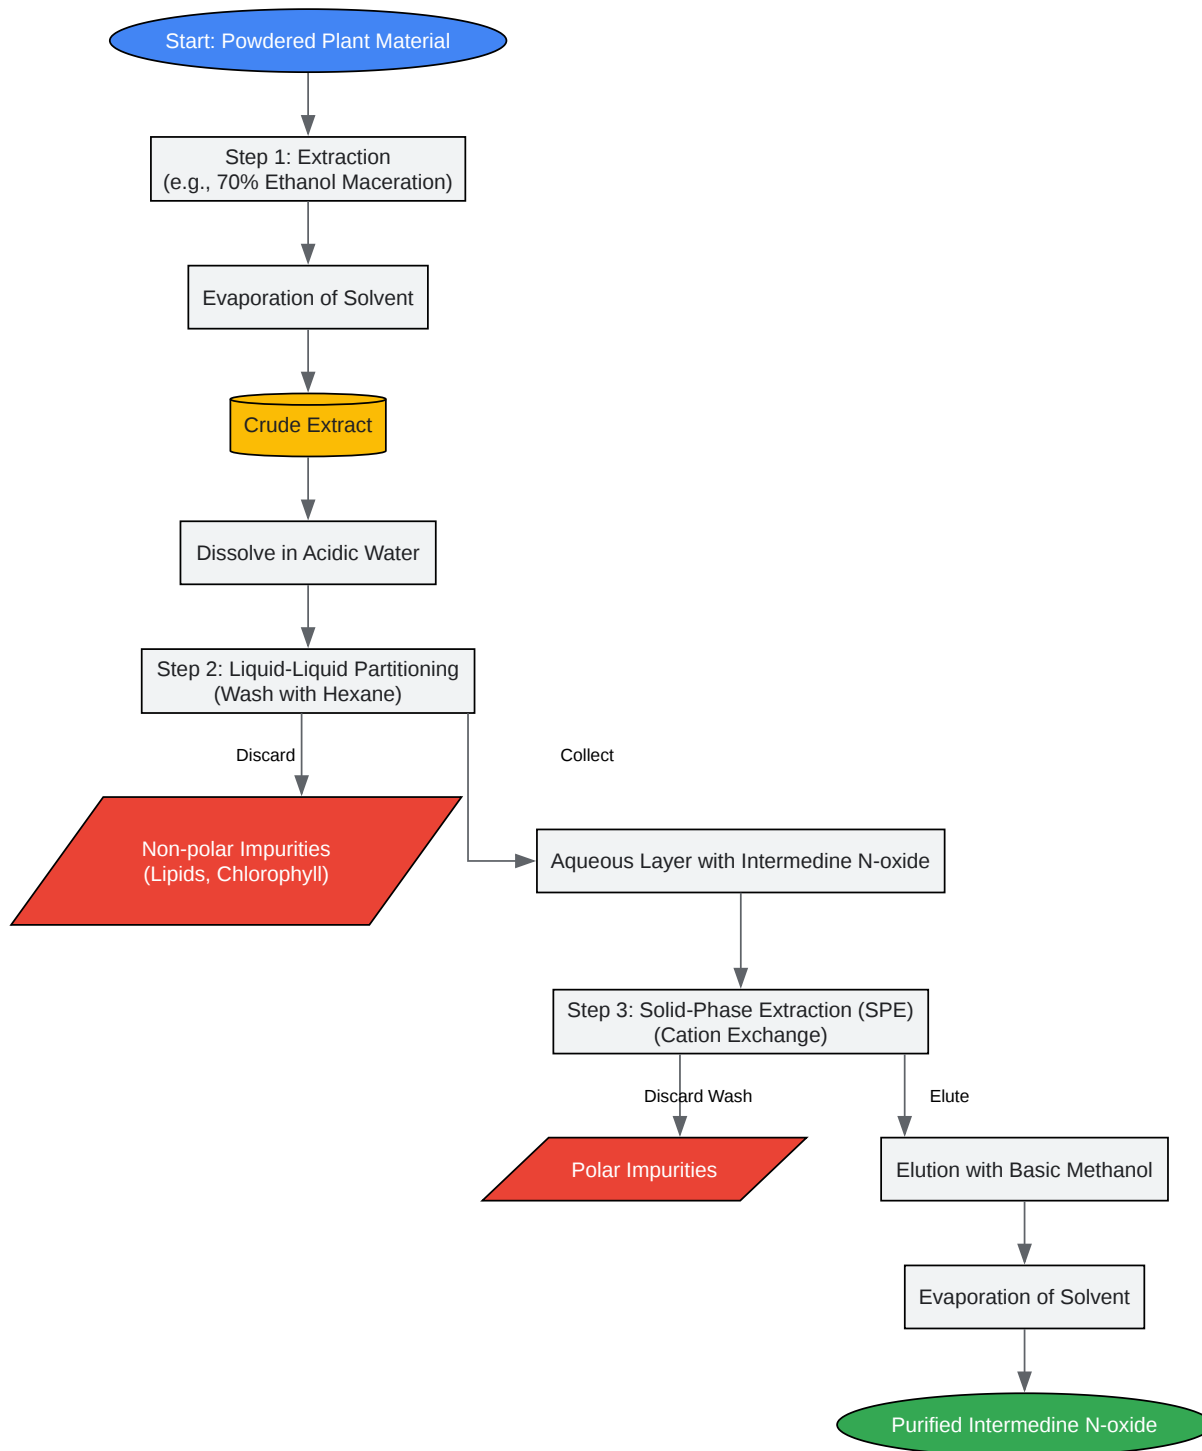 Start: Powdered Plant Material
Step 1: Extraction
(e.g., 70% Ethanol Maceration)
Evaporation of Solvent
Crude Extract
Dissolve in Acidic Water
Step 2: Liquid-Liquid Partitioning
(Wash with Hexane)
Discard
Collect
Non-polar Impurities
(Lipids, Chlorophyll)
Aqueous Layer with Intermedine N-oxide
Step 3: Solid-Phase Extraction (SPE)
(Cation Exchange)
Discard Wash
Elute
Polar Impurities
Elution with Basic Methanol
Evaporation of Solvent
Purified Intermedine N-oxide